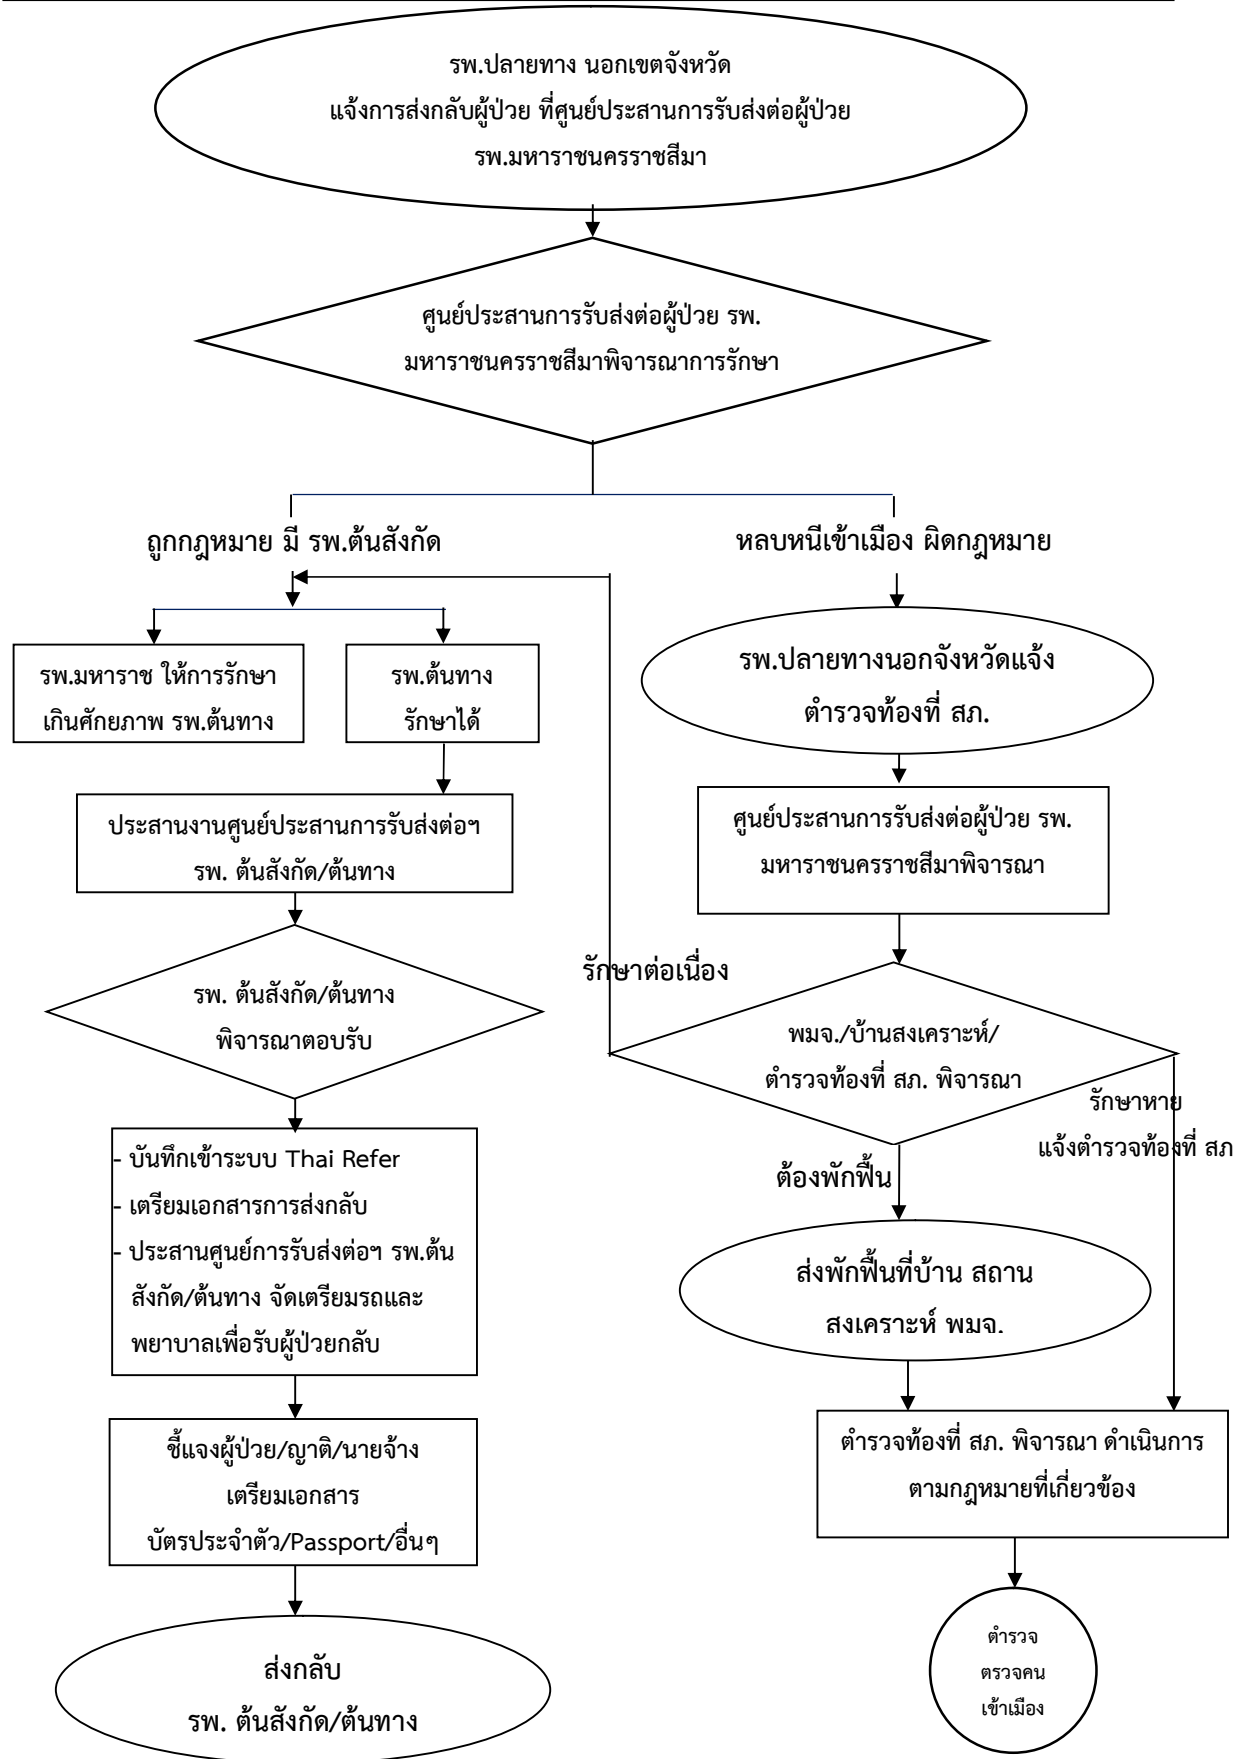 รพ.ปลายทาง นอกเขตจังหวัด
แจ้งการส่งกลับผู้ป่วย ที่ศูนย์ประสานการรับส่งต่อผู้ป่วย
รพ.มหาราชนครราชสีมา
ศูนย์ประสานการรับส่งต่อผู้ป่วย รพ.
มหาราชนครราชสีมาพิจารณาการรักษา
ถูกกฎหมาย มี รพ.ต้นสังกัด
รพ.มหาราช ให้การรักษา
เกินศักยภาพ รพ.ต้นทาง
รพ.ต้นทาง
รักษาได้
ประสานงานศูนย์ประสานการรับส่งต่อฯ
รพ. ต้นสังกัด/ต้นทาง
รพ. ต้นสังกัด/ต้นทาง
พิจารณาตอบรับ
- บันทึกเข้าระบบ Thai Refer
- เตรียมเอกสารการส่งกลับ
- ประสานศูนย์การรับส่งต่อฯ รพ.ต้น
สังกัด/ต้นทาง จัดเตรียมรถและ
พยาบาลเพื่อรับผู้ป่วยกลับ
ชี้แจงผู้ป่วย/ญาติ/นายจ้าง
เตรียมเอกสาร
บัตรประจำตัว/Passport/อื่นๆ
ส่งกลับ
รพ. ต้นสังกัด/ต้นทาง
หลบหนีเข้าเมือง ผิดกฎหมาย
รพ.ปลายทางนอกจังหวัดแจ้ง
ตำรวจท้องที่ สภ.
ศูนย์ประสานการรับส่งต่อผู้ป่วย รพ.
มหาราชนครราชสีมาพิจารณา
รักษาต่อเนื่อง
พมจ./บ้านสงเคราะห์/
ตำรวจท้องที่ สภ. พิจารณา
รักษาหาย
แจ้งตำรวจท้องที่ สภ
ต้องพักฟื้น
ส่งพักฟื้นที่บ้าน สถาน
สงเคราะห์ พมจ.
ตำรวจท้องที่ สภ. พิจารณา ดำเนินการ
ตามกฎหมายที่เกี่ยวข้อง
ตำรวจ
ตรวจคน
เข้าเมือง